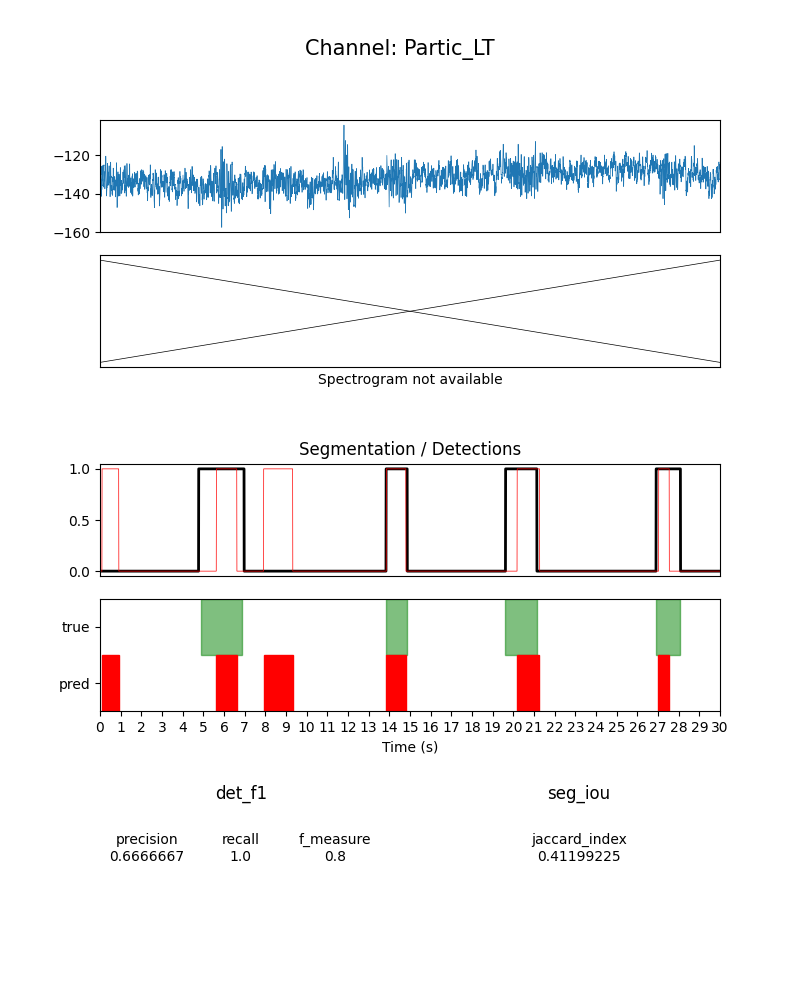 Channel: Partic_LT
−120
−140
−160
Spectrogram not available
Segmentation / Detections
1.0
0.5
0.0
true
pred
0 1 2 3 4 5 6 7 8 9 10 11 12 13 14 15 16 17 18 19 20 21 22 23 24 25 26 27 28 29 30
Time (s)
det_f1 seg_iou
precision recall f_measure jaccard_index
0.6666667 1.0 0.8 0.41199225